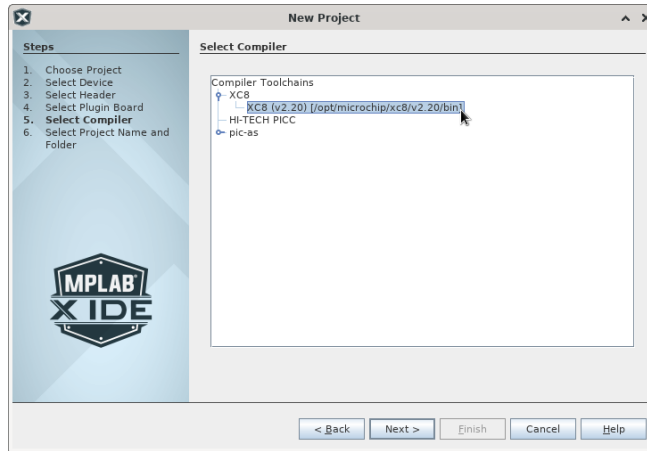 New Project
Steps
1. Choose Project
2. Select Device
3. Select Header
4. Select Plugin Board
5. Select Compiler
6. Select Project Name and
Folder
MPLAB
X IDE
Select Compiler
Compiler Toolchains
XC8
XC8 (v2.20) [/opt/microchip/xc8/v2.20/bin]
HI-TECH PICC
pic-as
< Back
Next >
Finish
Cancel
Help